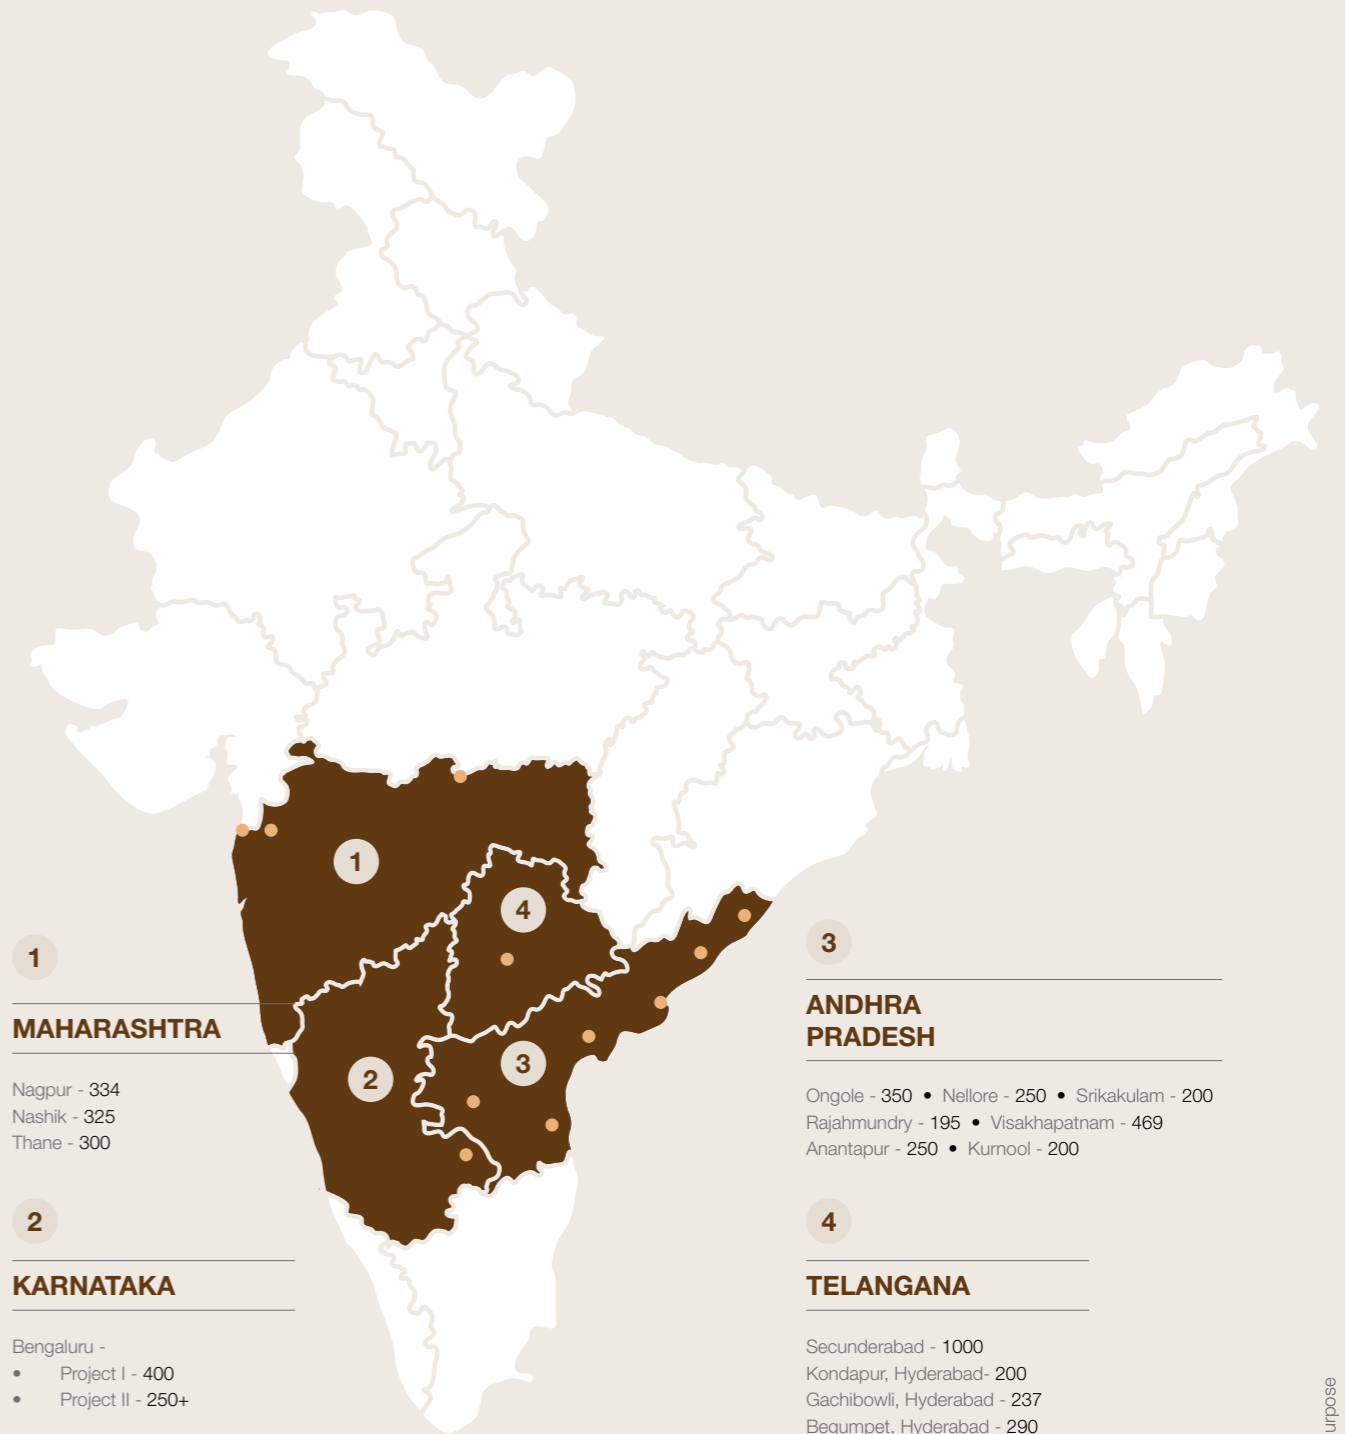 1
4
2
3
1
MAHARASHTRA
Nagpur - 334
Nashik - 325
Thane - 300
2
KARNATAKA
Bengaluru -
• Project I - 400
• Project II - 250+
3
ANDHRA
PRADESH
Ongole - 350 • Nellore - 250 • Srikakulam - 200
Rajahmundry - 195 • Visakhapatnam - 469
Anantapur - 250 • Kurnool - 200
4
TELANGANA
Secunderabad - 1000
Kondapur, Hyderabad- 200
Gachibowli, Hyderabad - 237
Begumpet, Hyderabad - 290
urpose